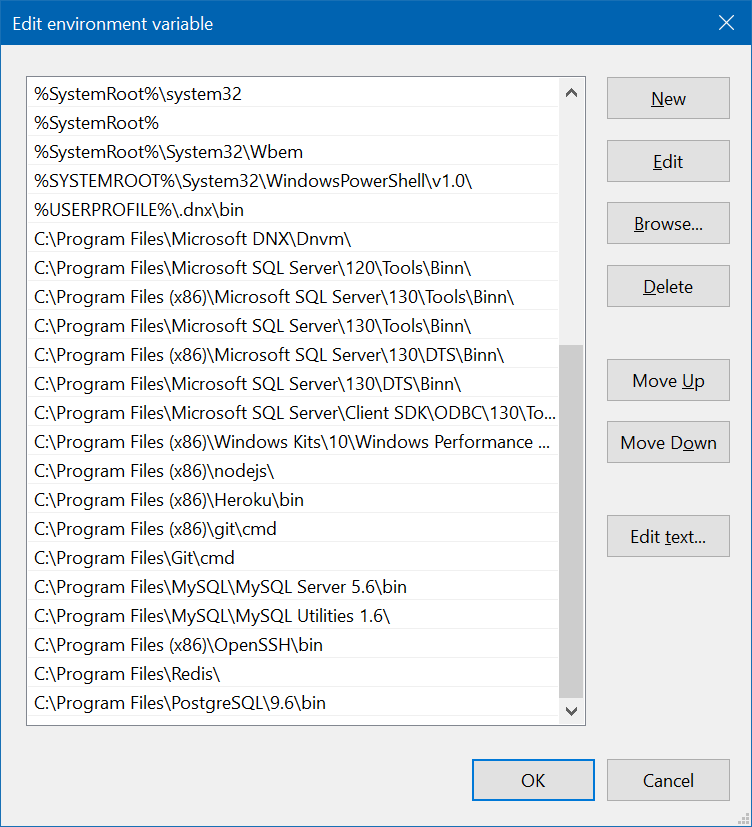 Edit environment variable
%SystemRoot%\system32
%SystemRoot%
%SystemRoot%\System32\Wbem
%SYSTEMROOT%\System32\WindowsPowerShell\v1.0\
%USERPROFILE%\.dnx\bin
C:\Program Files\Microsoft DNX\Dnvm\
C:\Program Files\Microsoft SQL Server\120\Tools\Binn\
C:\Program Files (x86)\Microsoft SQL Server\130\Tools\Binn\
C:\Program Files\Microsoft SQL Server\130\Tools\Binn\
C:\Program Files (x86)\Microsoft SQL Server\130\DTS\Binn\
C:\Program Files\Microsoft SQL Server\130\DTS\Binn\
C:\Program Files\Microsoft SQL Server\Client SDK\ODBC\130\To...
C:\Program Files (x86)\Windows Kits\10\Windows Performance ...
C:\Program Files (x86)\nodejs\
C:\Program Files (x86)\Heroku\bin
C:\Program Files (x86)\git\cmd
C:\Program Files\Git\cmd
C:\Program Files\MySQL\MySQL Server 5.6\bin
C:\Program Files\MySQL\MySQL Utilities 1.6\
C:\Program Files (x86)\OpenSSH\bin
C:\Program Files\Redis\
C:\Program Files\PostgreSQL\9.6\bin
New
Edit
Browse...
Delete
Move Up
Move Down
Edit text...
OK
Cancel